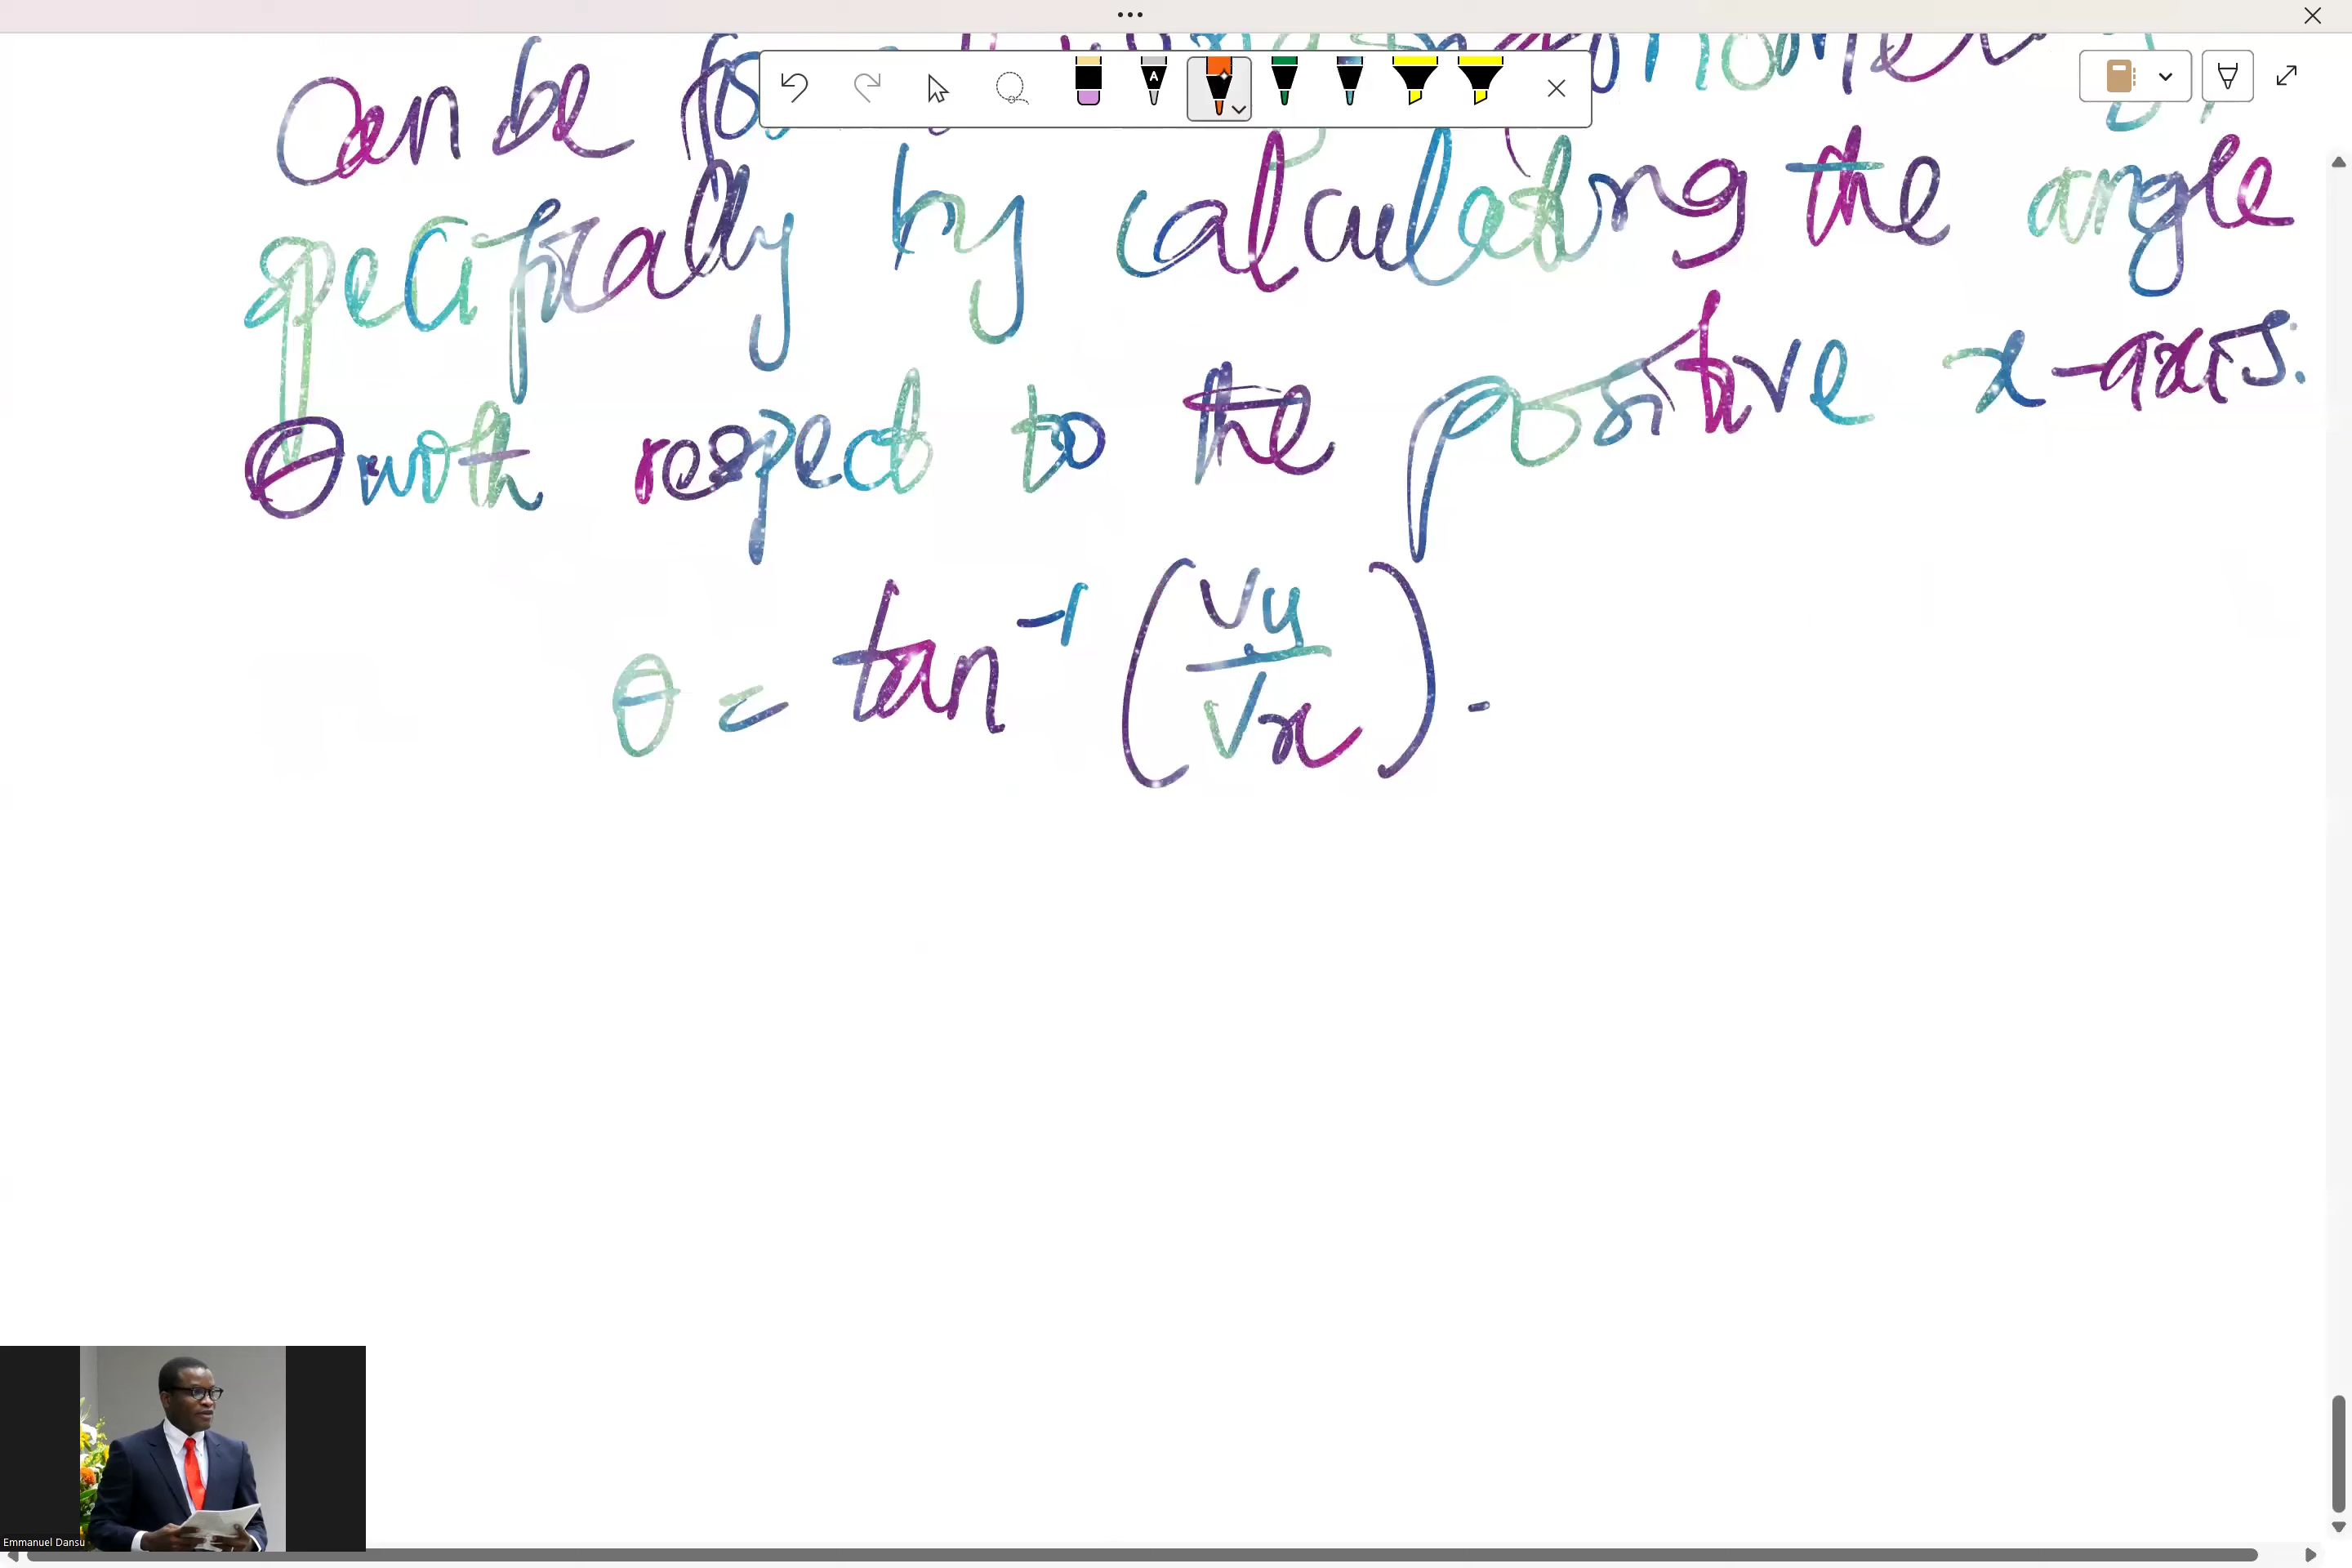 can be
specifically by calculating the angle
θ with respect to the positive x-axis.
θ = tan⁻¹ (Vy/Vx).
A
Emmanuel Dansu